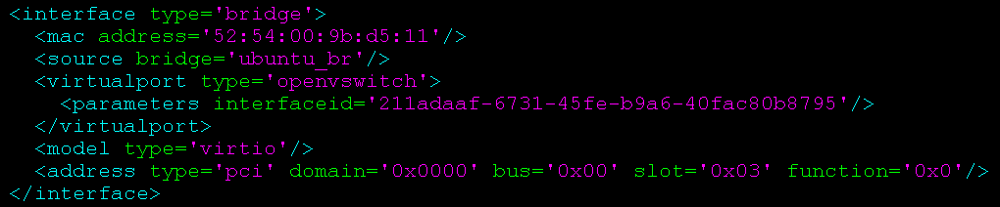 <interface type='bridge'>
  <mac address='52:54:00:9b:d5:11'/>
  <source bridge='ubuntu_br'/>
  <virtualport type='openvswitch'>
    <parameters interfaceid='211adaaf-6731-45fe-b9a6-40fac80b8795'/>
  </virtualport>
  <model type='virtio'/>
  <address type='pci' domain='0x0000' bus='0x00' slot='0x03' function='0x0'/>
</interface>